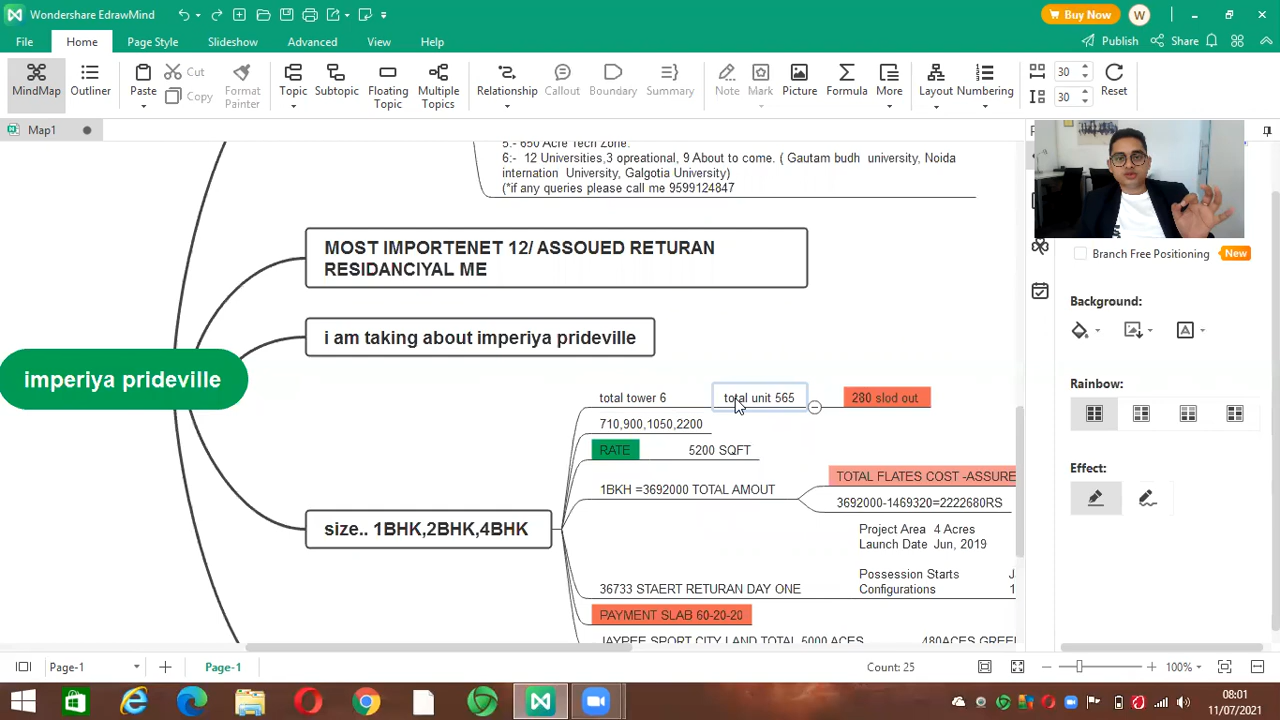 Wondershare EdrawMind
Buy Now
W
File
Home
Page Style
Slideshow
Advanced
View
Help
Publish
Share
MindMap
Outliner
Paste
Cut
Copy
Format Painter
Topic
Subtopic
Floating Topic
Multiple Topics
Relationship
Callout
Boundary
Summary
Note
Mark
Picture
Formula
More
Layout
Numbering
30
30
Reset
Map1
5.- 650 Acre Tech Zone.
6:- 12 Universities,3 opreational, 9 About to come. ( Gautam budh university, Noida
internation University, Galgotia University)
(*if any queries please call me 9599124847
MOST IMPORTENET 12/ ASSOUED RETURAN
RESIDANCIYAL ME
i am taking about imperiya prideville
imperiya prideville
total tower 6
total unit 565
280 slod out
710,900,1050,2200
RATE
5200 SQFT
1BKH =3692000 TOTAL AMOUT
TOTAL FLATES COST -ASSURE
3692000-1469320=2222680RS
size.. 1BHK,2BHK,4BHK
Project Area 4 Acres
Launch Date Jun, 2019
Possession Starts J
Configurations 1
36733 STAERT RETURAN DAY ONE
PAYMENT SLAB 60-20-20
JAYPEE SPORT CITY LAND TOTAL 5000 ACES
480ACES GREE
Branch Free Positioning
New
Background:
Rainbow:
Effect:
Page-1
Page-1
Count: 25
100%
08:01
11/07/2021